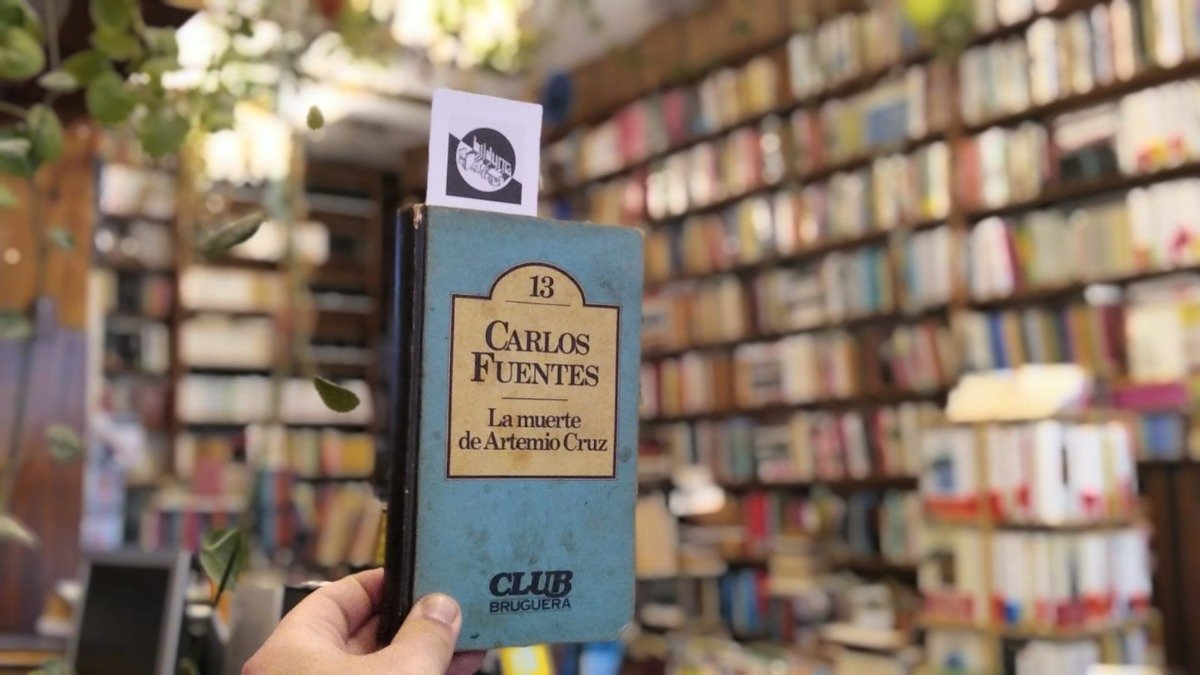 13
CARLOS
FUENTES
La muerte
de Artemio Cruz
CLUB
BRUGUERA